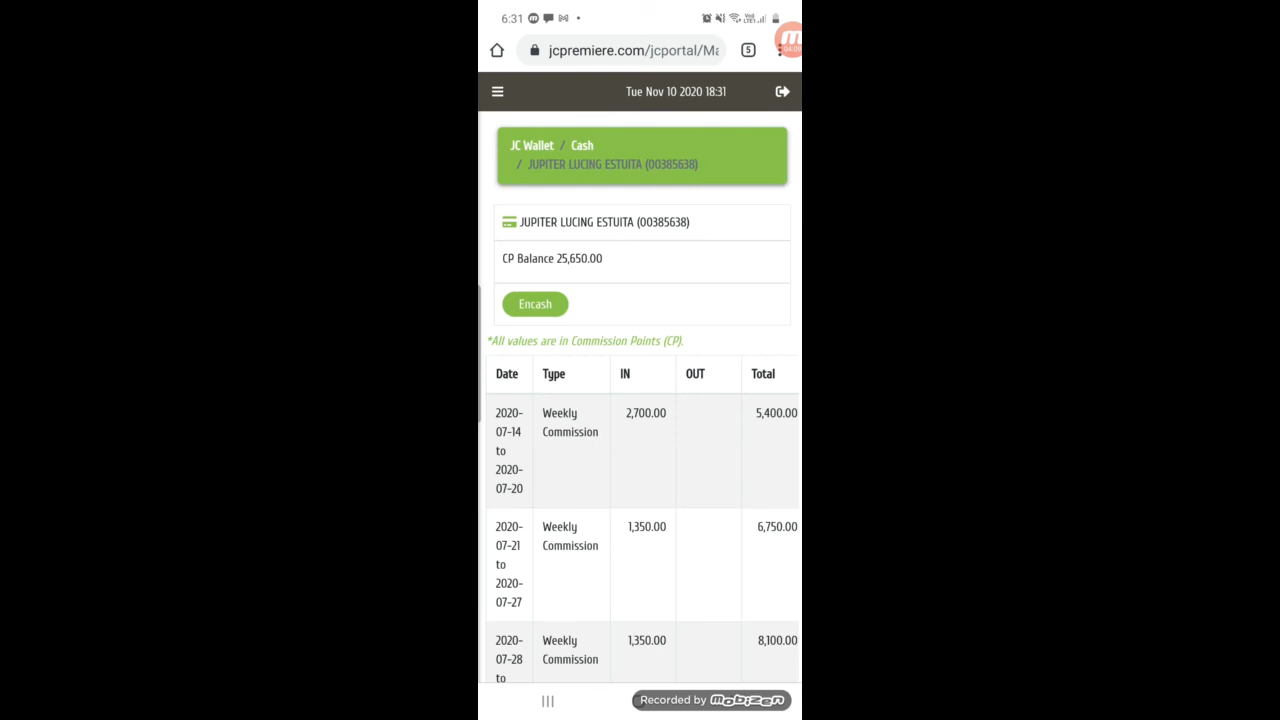 6:31
jcpremiere.com/jcportal/Ma
5
04:09
Tue Nov 10 2020 18:31
JC Wallet / Cash
/ JUPITER LUCING ESTUITA (00385638)
JUPITER LUCING ESTUITA (00385638)
CP Balance 25,650.00
Encash
*All values are in Commission Points (CP).
Date Type IN OUT Total
2020-07-14 to 2020-07-20 Weekly Commission 2,700.00 5,400.00
2020-07-21 to 2020-07-27 Weekly Commission 1,350.00 6,750.00
2020-07-28 to Weekly Commission 1,350.00 8,100.00
Recorded by mobizen